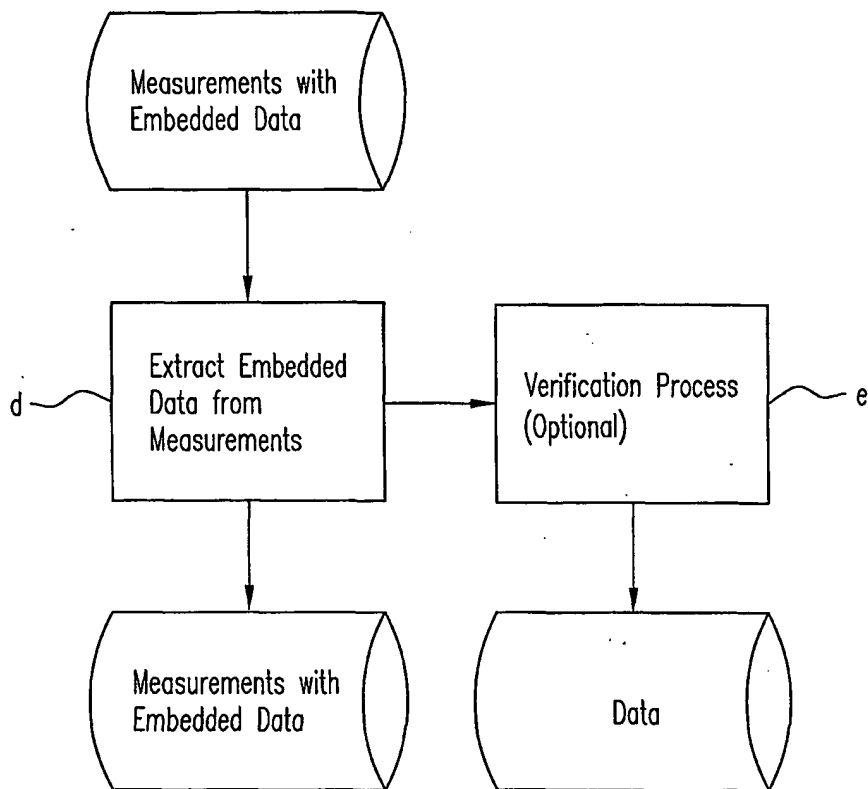 Measurements with
Embedded Data
d
Extract Embedded
Data from
Measurements
Verification Process
(Optional)
e
Measurements with
Embedded Data
Data